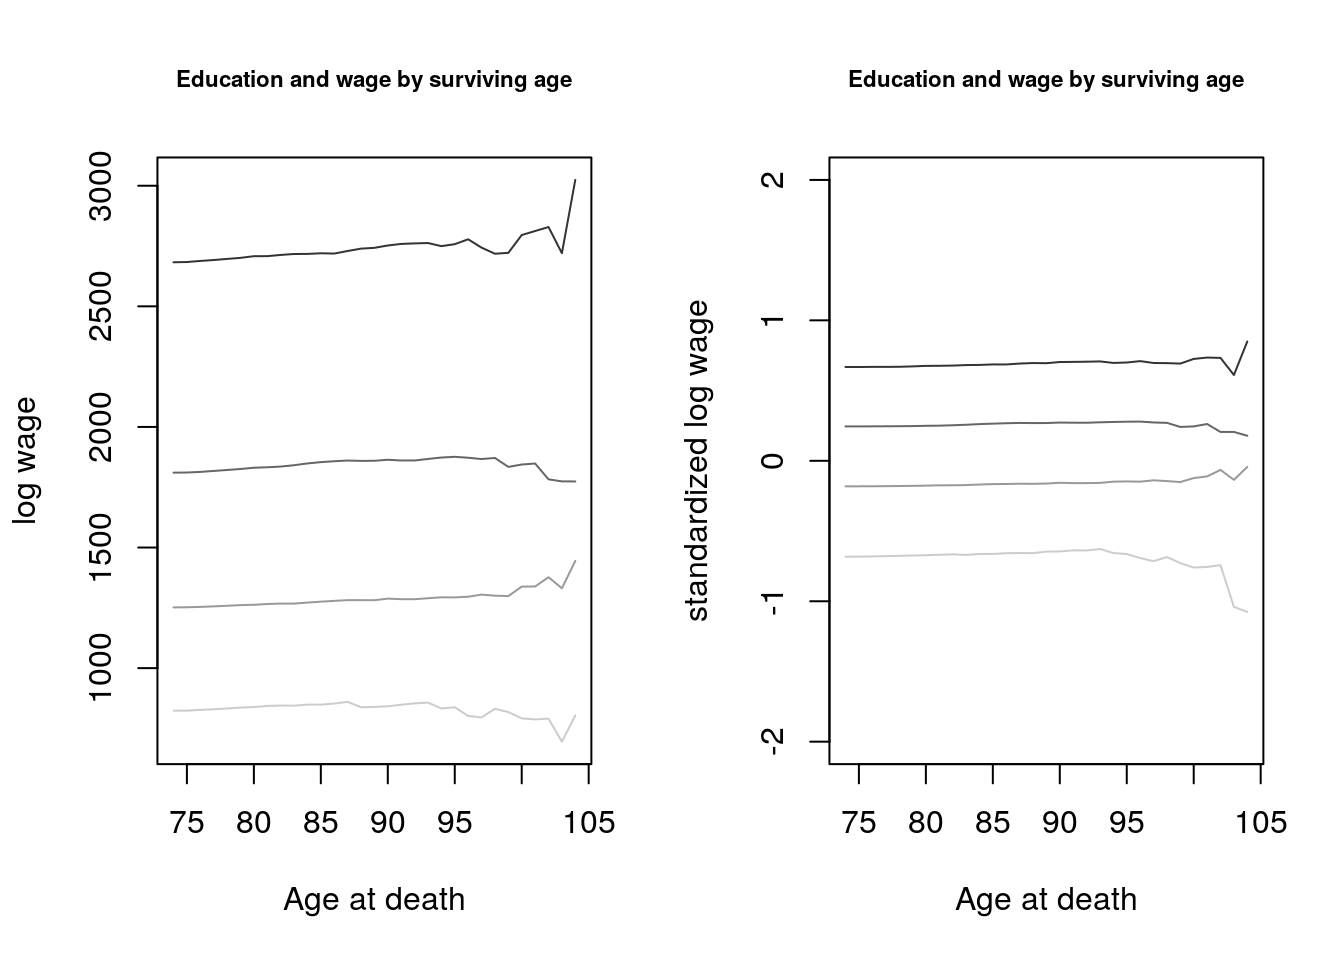 Education and wage by surviving age
3000
2500
2000
1500
1000
log wage
75 80 85 90 95 105
Age at death
Education and wage by surviving age
2
1
0
-1
-2
standardized log wage
75 80 85 90 95 105
Age at death